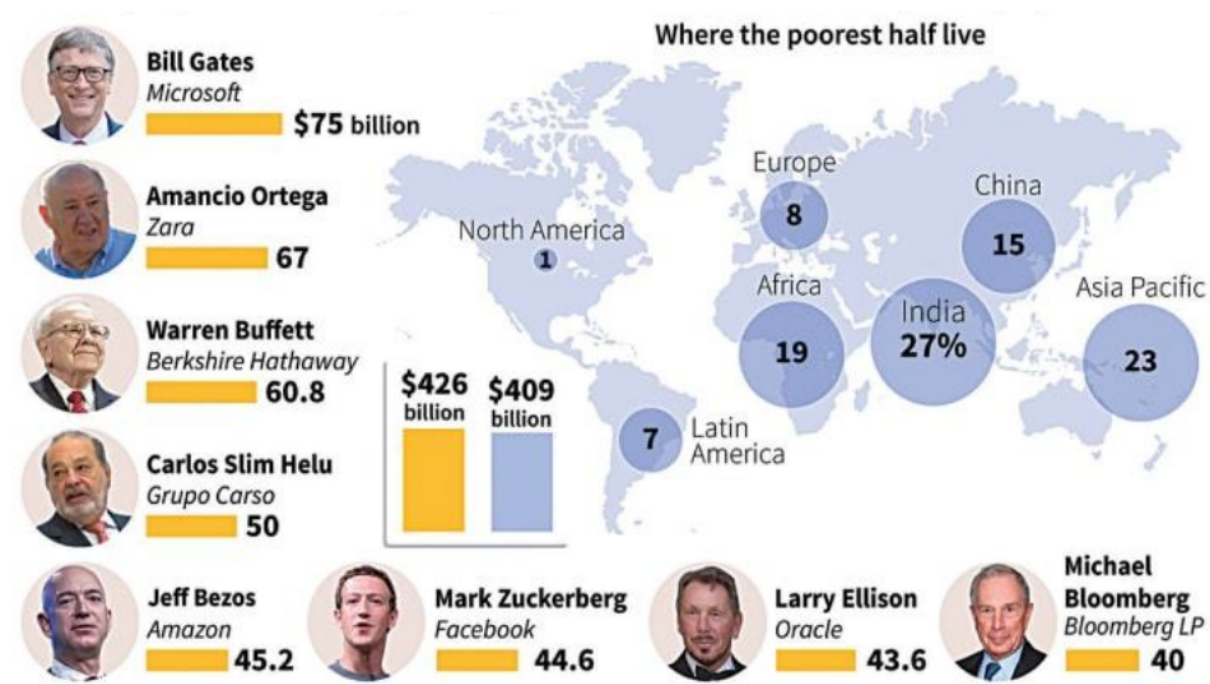 Bill Gates
Microsoft
$75 billion
Amancio Ortega
Zara
67
Warren Buffett
Berkshire Hathaway
60.8
Carlos Slim Helu
Grupo Carso
50
Jeff Bezos
Amazon
45.2
Mark Zuckerberg
Facebook
44.6
Larry Ellison
Oracle
43.6
Michael
Bloomberg
Bloomberg LP
40
$426
billion
$409
billion
Where the poorest half live
North America
1
Europe
8
China
15
Africa
19
India
27%
Asia Pacific
23
7
Latin
America